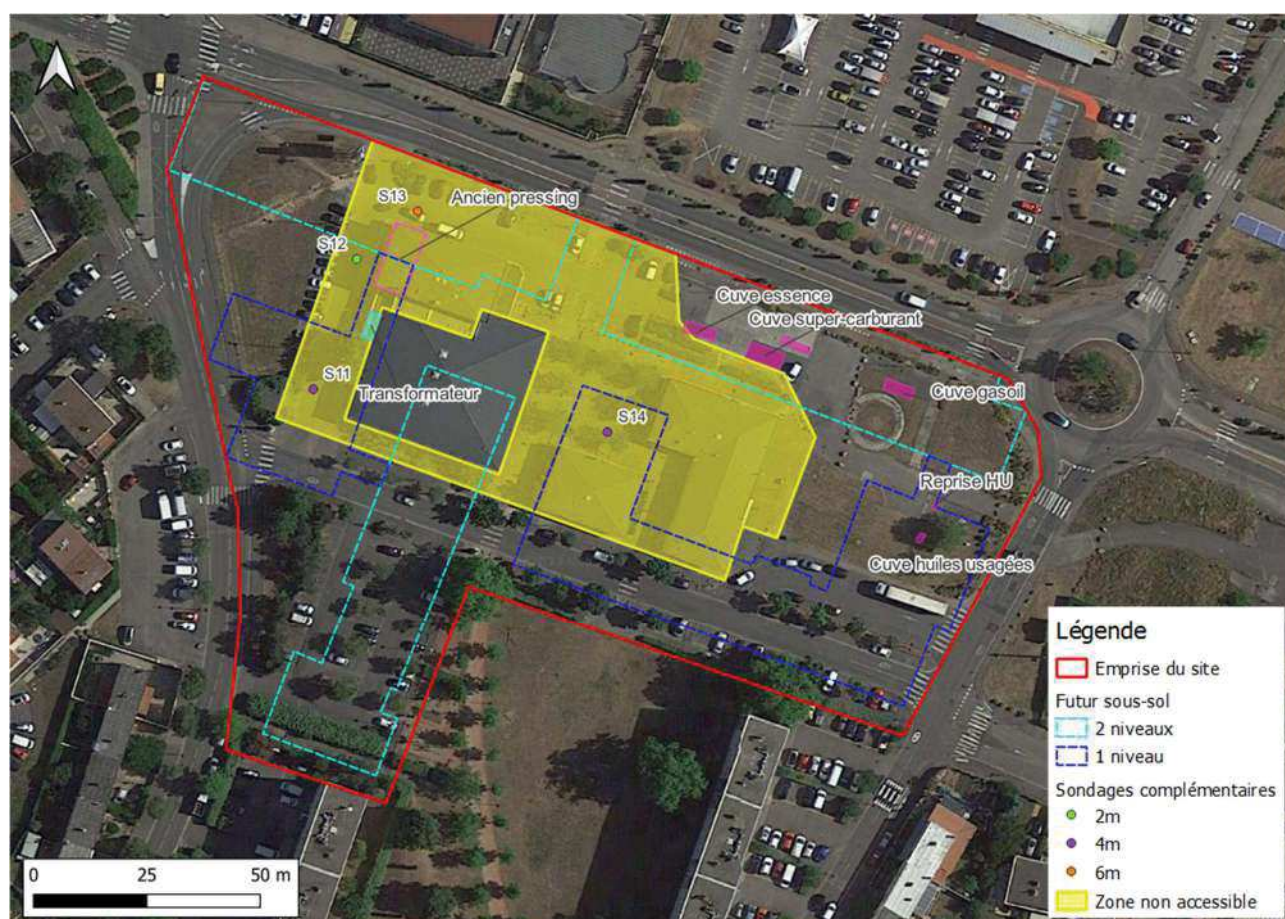 S13
Ancien pressing
S12
Cuve essence
Cuve super-carburant
S11
Transformateur
Cuve gasoil
S14
Reprise HU
Cuve huiles usagées
Légende
Emprise du site
Futur sous-sol
2 niveaux
1 niveau
Sondages complémentaires
2m
4m
6m
Zone non accessible
0 25 50 m